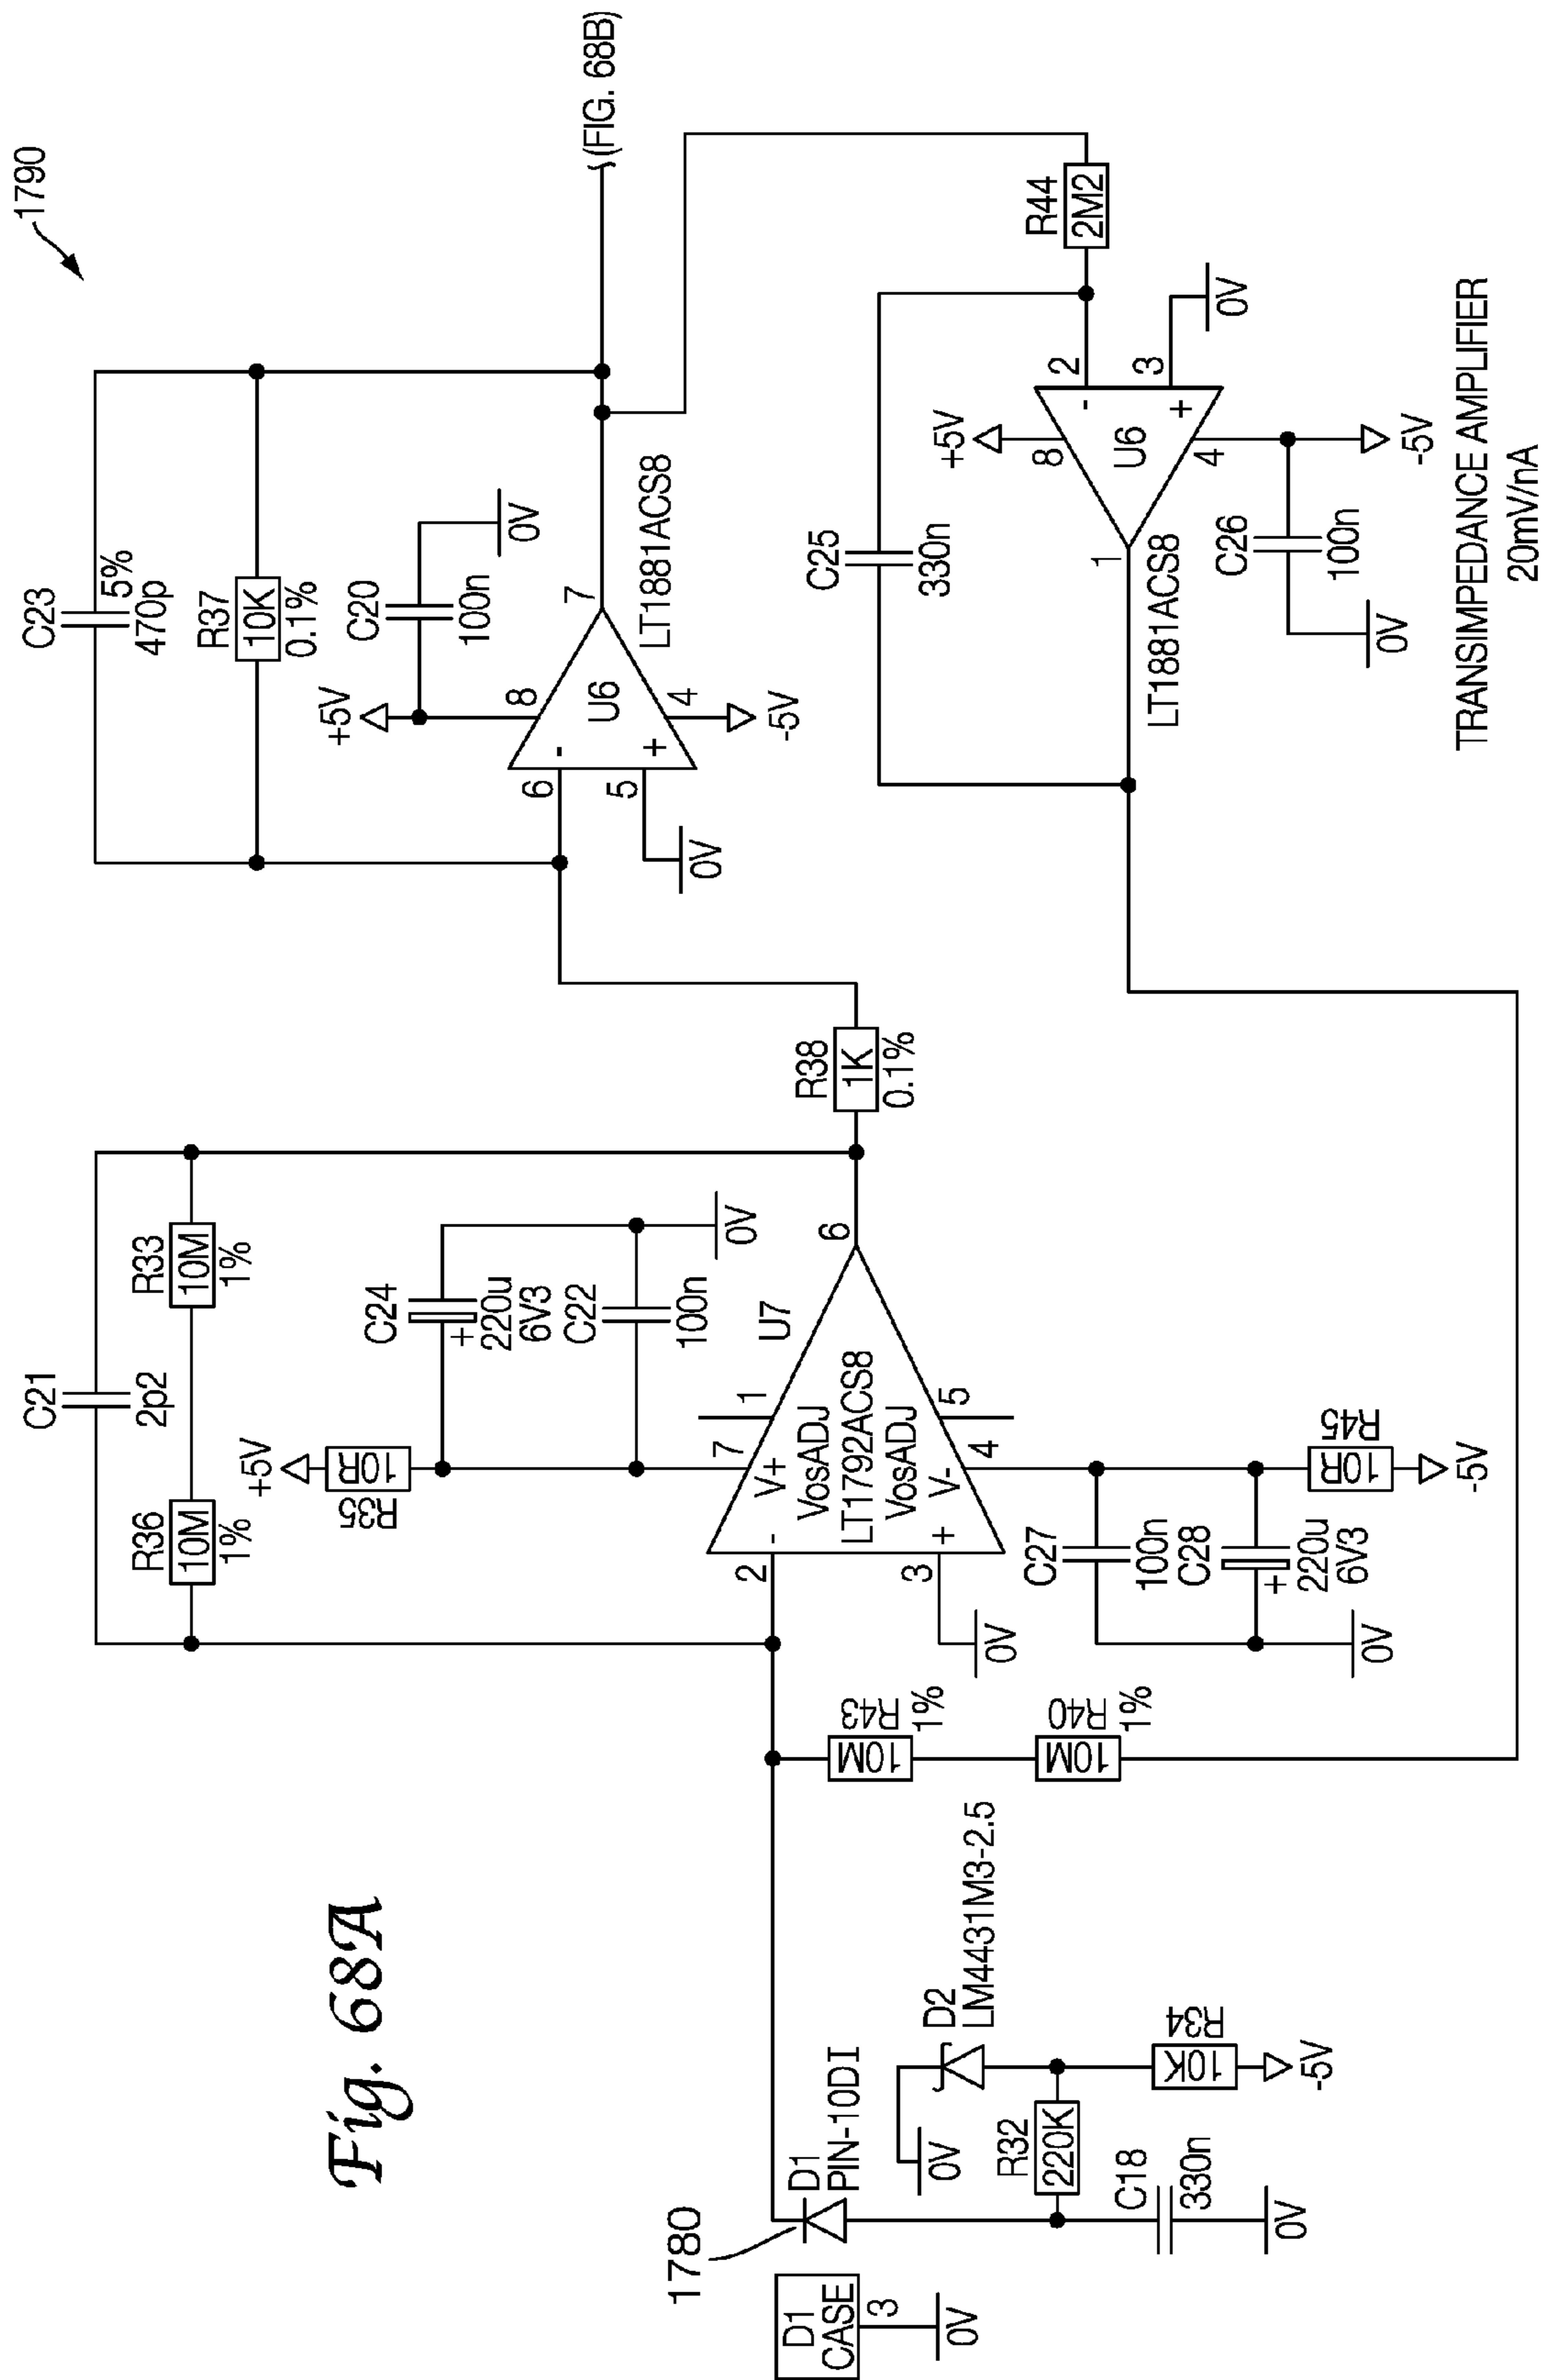 Fig. 68A
1790
D1
CASE
3
0V
1780
D1
PIN-10DI
0V
D2
LM4431M3-2.5
R32
220K
C18
330n
0V
R34
10K
-5V
R43
10M
1%
R40
10M
1%
C21
2p2
R36
10M
1%
R33
10M
1%
+5V
R35
10R
C24
+
220u
6V3
C22
100n
0V
U7
2
-
3
+
0V
7
V+
1
VosADJ
LT1792ACS8
VosADJ
V-
4
5
6
C27
100n
C28
+
220u
6V3
0V
R45
10R
-5V
R38
1K
0.1%
C23
5%
470p
R37
10K
0.1%
+5V
C20
100n
0V
6
-
5
+
0V
8
U6
4
-5V
7
LT1881ACS8
(FIG. 68B)
R44
2M2
C25
330n
+5V
8
2
-
3
+
0V
U6
4
1
LT1881ACS8
C26
100n
0V
-5V
TRANSIMPEDANCE AMPLIFIER
20mV/nA